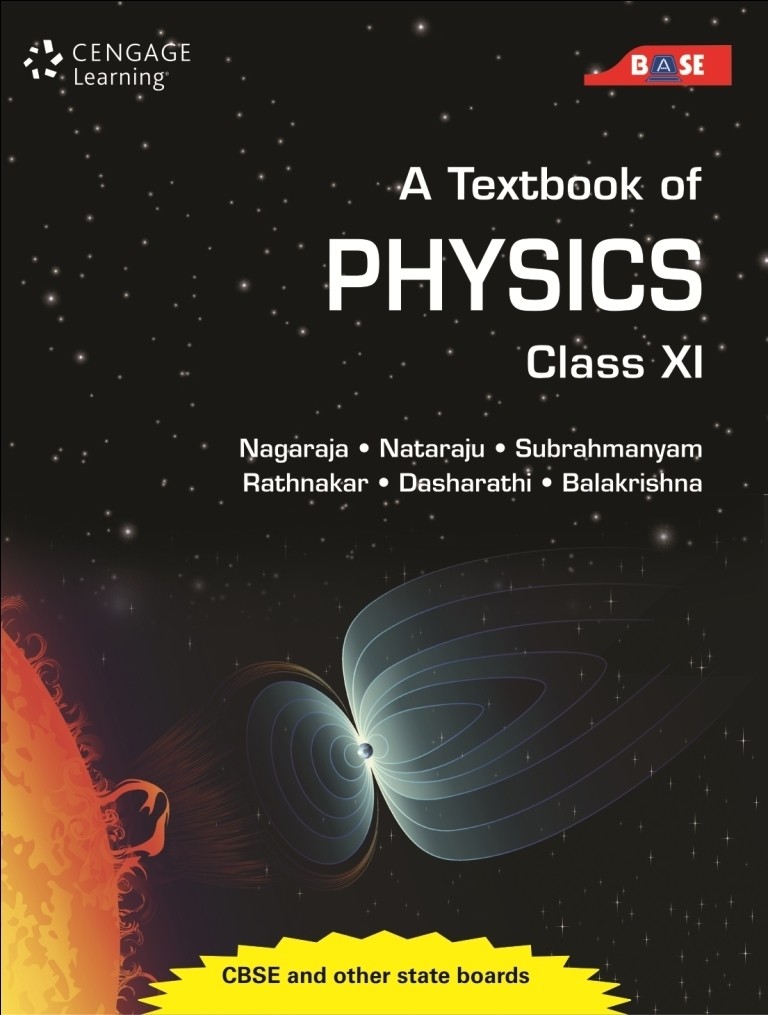 CENGAGE
Learning
BASE
A Textbook of
PHYSICS
Class XI
Nagaraja • Nataraju • Subrahmanyam
Rathnakar • Dasharathi • Balakrishna
CBSE and other state boards